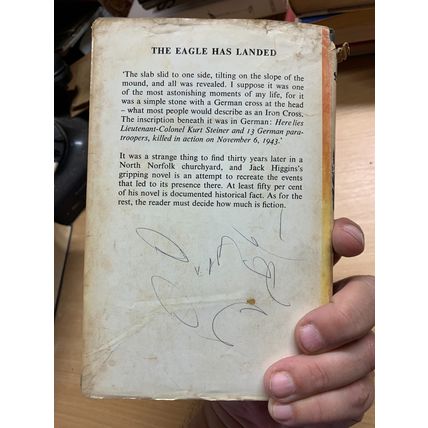 THE EAGLE HAS LANDED
'The slab slid to one side, tilting on the slope of the
mound, and all was revealed. I suppose it was one
of the most astonishing moments of my life, for it
was a simple stone with a German cross at the head
– what most people would describe as an Iron Cross.
The inscription beneath it was in German: Here lies
Lieutenant-Colonel Kurt Steiner and 13 German para-
troopers, killed in action on November 6, 1943.'
It was a strange thing to find thirty years later in a
North Norfolk churchyard, and Jack Higgins's
gripping novel is an attempt to recreate the events
that led to its presence there. At least fifty per cent
of his novel is documented historical fact. As for the
rest, the reader must decide how much is fiction.